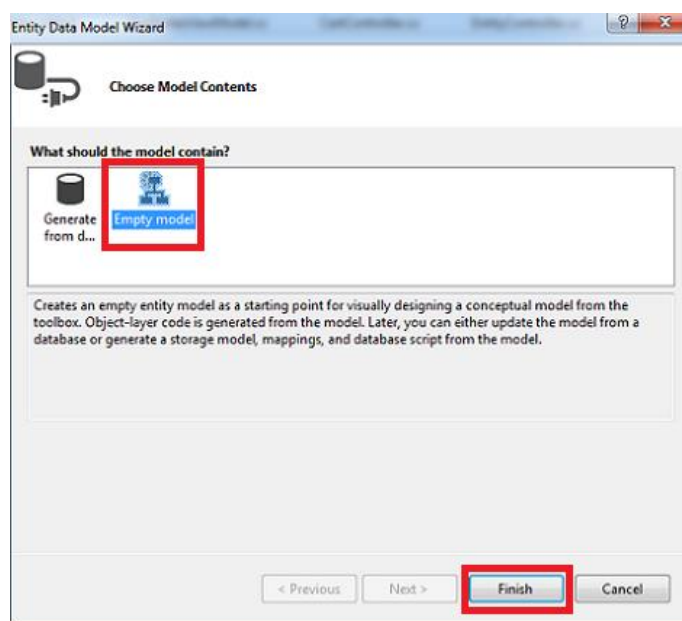 Entity Data Model Wizard
Choose Model Contents
What should the model contain?
Generate
from d...
Empty model
Creates an empty entity model as a starting point for visually designing a conceptual model from the
toolbox. Object-layer code is generated from the model. Later, you can either update the model from a
database or generate a storage model, mappings, and database script from the model.
< Previous Next > Finish Cancel